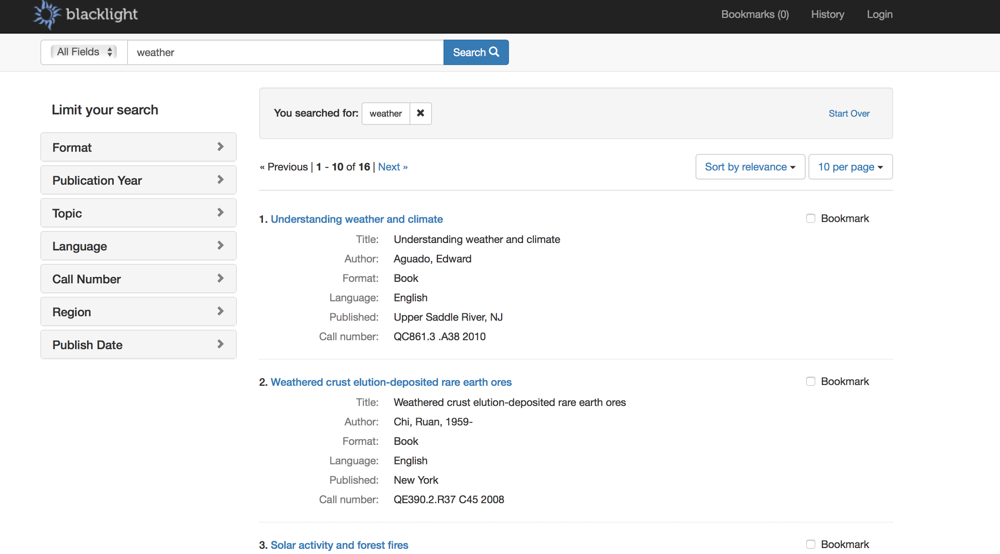 blacklight
Bookmarks (0) History Login
All Fields weather Search
Limit your search
Format
Publication Year
Topic
Language
Call Number
Region
Publish Date
You searched for: weather ✖ Start Over
« Previous | 1 - 10 of 16 | Next »
Sort by relevance 10 per page
1. Understanding weather and climate Bookmark
Title: Understanding weather and climate
Author: Aguado, Edward
Format: Book
Language: English
Published: Upper Saddle River, NJ
Call number: QC861.3 .A38 2010
2. Weathered crust elution-deposited rare earth ores Bookmark
Title: Weathered crust elution-deposited rare earth ores
Author: Chi, Ruan, 1959-
Format: Book
Language: English
Published: New York
Call number: QE390.2.R37 C45 2008
3. Solar activity and forest fires Bookmark